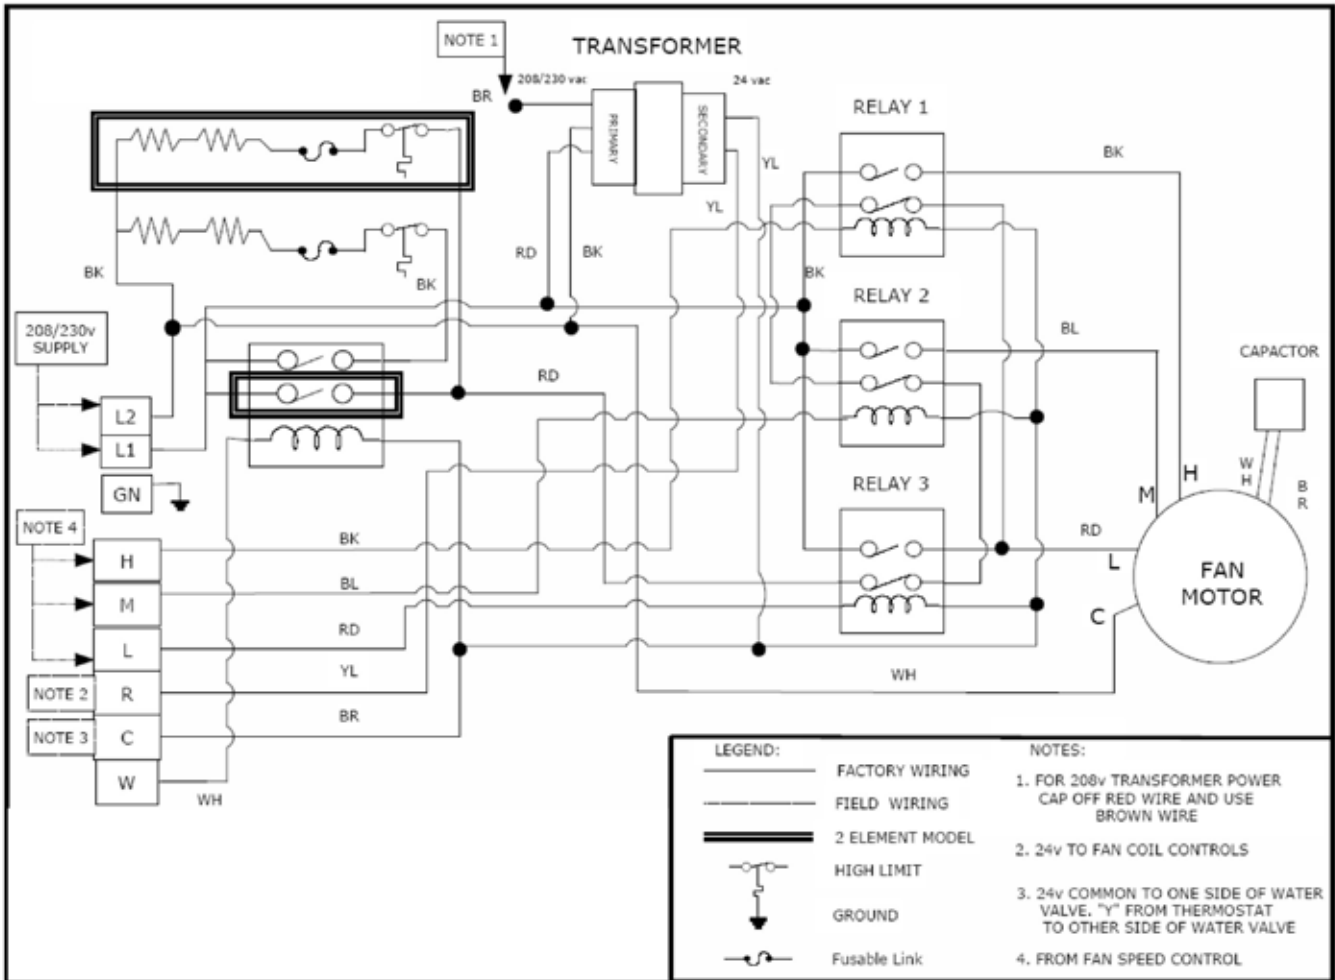 NOTE 1
TRANSFORMER
208/230 vac
24 vac
BR
PRIMARY
SECONDARY
RELAY 1
BK
YL
YL
RD
BK
BK
BK
BK
RELAY 2
BL
208/230v
SUPPLY
CAPACTOR
RD
L2
L1
GN
RELAY 3
WH
BR
M
H
NOTE 4
H
BK
RD
L
FAN
MOTOR
C
M
BL
L
RD
NOTE 2
R
YL
WH
NOTE 3
C
BR
W
WH
LEGEND:
FACTORY WIRING
FIELD WIRING
2 ELEMENT MODEL
HIGH LIMIT
GROUND
Fusable Link
NOTES:
1. FOR 208v TRANSFORMER POWER
CAP OFF RED WIRE AND USE
BROWN WIRE
2. 24v TO FAN COIL CONTROLS
3. 24v COMMON TO ONE SIDE OF WATER
VALVE. "Y" FROM THERMOSTAT
TO OTHER SIDE OF WATER VALVE
4. FROM FAN SPEED CONTROL